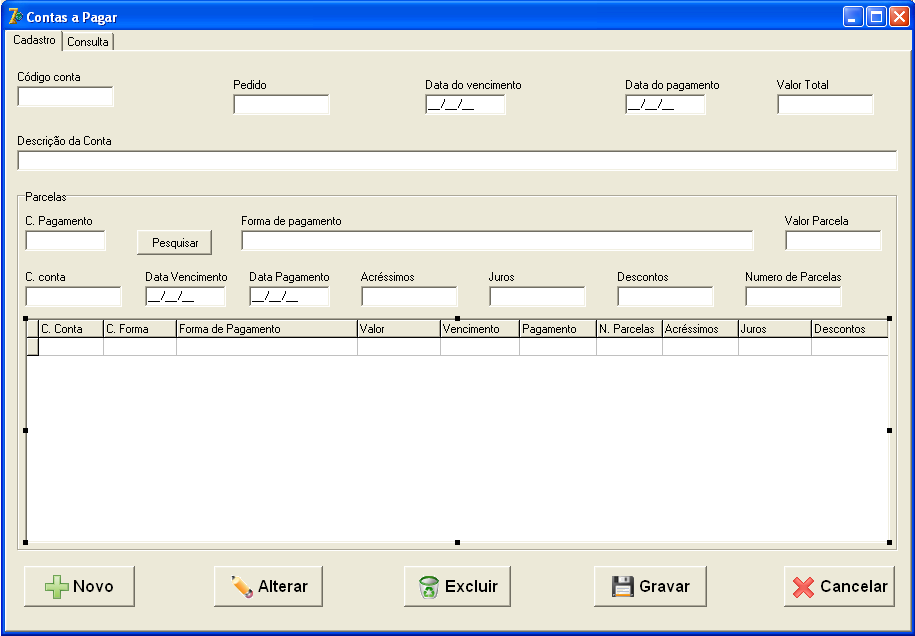 Contas a Pagar
Cadastro Consulta
Código conta
Pedido
Data do vencimento
Data do pagamento
Valor Total
__/__/__
__/__/__
Descrição da Conta
Parcelas
C. Pagamento
Pesquisar
Forma de pagamento
Valor Parcela
C. conta
Data Vencimento
Data Pagamento
Acréssimos
Juros
Descontos
Numero de Parcelas
__/__/__
__/__/__
C. Conta C. Forma Forma de Pagamento Valor Vencimento Pagamento N. Parcelas Acréssimos Juros Descontos
Novo
Alterar
Excluir
Gravar
Cancelar